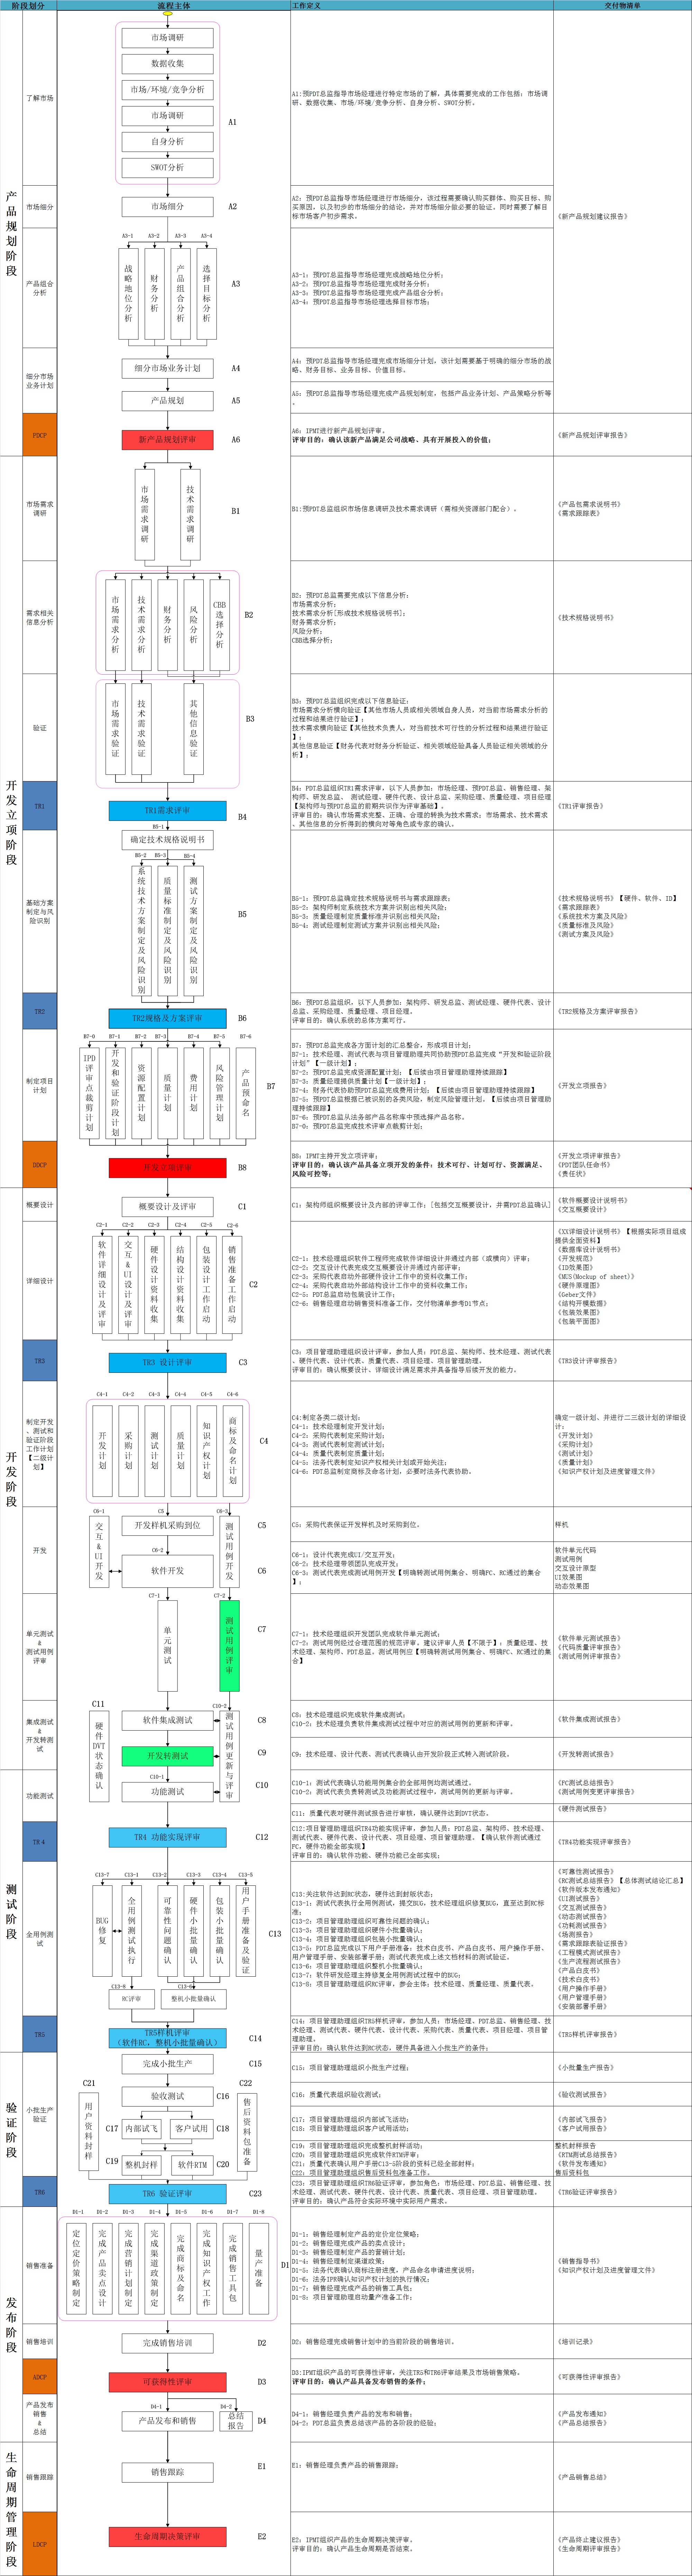 阶段划分
流程主体
工作定义
交付物清单
产品规划阶段
了解市场
市场调研
数据收集
市场/环境/竞争分析
市场调研
自身分析
SWOT分析
A1
A1:预PDT总监指导市场经理进行特定市场的了解，具体需要完成的工作包括：市场调
研、数据收集、市场/环境/竞争分析、自身分析、SWOT分析。
《新产品规划建议报告》
市场细分
市场细分
A2
A2：预PDT总监指导市场经理进行市场细分，该过程需要确认购买群体、购买目标、购
买原因，以及初步的市场细分的结论，并对市场细分做必要的验证，同时需要了解目
标市场客户初步需求。
产品组合
分析
A3-1
A3-2
A3-3
A3-4
战略地位分析
财务分析
产品组合分析
选择目标分析
A3
A3-1：预PDT总监指导市场经理完成战略地位分析；
A3-2：预PDT总监指导市场经理完成财务分析；
A3-3：预PDT总监指导市场经理完成产品组合分析；
A3-4：预PDT总监指导市场经理选择目标市场；
细分市场
业务计划
细分市场业务计划
A4
A4：预PDT总监指导市场经理完成市场细分计划，该计划需要基于明确的细分市场的战
略、财务目标、业务目标、价值目标。
产品规划
A5
A5：预PDT总监指导市场经理完成产品规划制定，包括产品业务计划、产品策略分析等
。
PDCP
新产品规划评审
A6
A6：IPMT进行新产品规划评审。
评审目的：确认该新产品满足公司战略、具有开展投入的价值；
《新产品规划评审报告》
开发立项阶段
市场需求
调研
市场需求调研
技术需求调研
B1
B1:预PDT总监组织市场信息调研及技术需求调研（需相关资源部门配合）。
《产品包需求说明书》
《需求跟踪表》
需求相关
信息分析
市场需求分析
技术需求分析
财务分析
风险分析
CBB选择分析
B2
B2：预PDT总监需要完成以下信息分析：
市场需求分析；
技术需求分析[形成技术规格说明书]；
财务需求分析；
风险分析；
CBB选择分析；
《技术规格说明书》
验证
市场需求验证
技术需求验证
其他信息验证
B3
B3：预PDT总监组织完成以下信息验证：
市场需求分析横向验证【其他市场人员或相关领域自身人员，对当前市场需求分析的
过程和结果进行验证】；
技术需求横向验证【其他技术负责人，对当前技术可行性的分析过程和结果进行验证
】；
其他信息验证【财务代表对财务分析验证、相关领域经验具备人员验证相关领域的分
析】；
TR1
TR1需求评审
B4
B4：PDT总监组织TR1需求评审，以下人员参加：市场经理、预PDT总监、销售经理、架
构师、研发总监、测试经理、硬件代表、设计总监、采购经理、质量经理、项目经理
【架构师与预PDT总监的前期共识作为评审基础】。
评审目的：确认市场需求完整、正确、合理的转换为技术需求；市场需求、技术需求
、其他信息的分析得到的横向对等角色或专家的确认。
《TR1评审报告》
基础方案
制定与风
险识别
B5-1
确定技术规格说明书
B5-2
B5-3
B5-4
系统技术方案制定及风险识别
质量标准制定及风险识别
测试方案制定及风险识别
B5
B5-1：预PDT总监确定技术规格说明书与需求跟踪表；
B5-2：架构师制定系统技术方案并识别出相关风险；
B5-3：质量经理制定质量标准并识别出相关风险；
B5-4：测试经理制定测试方案并识别出相关风险；
《技术规格说明书》【硬件、软件、ID】
《需求跟踪表》
《系统技术方案及风险》
《质量标准及风险》
《测试方案及风险》
TR2
TR2规格及方案评审
B6
B6：预PDT总监组织，以下人员参加：架构师、研发总监、测试经理、硬件代表、设计
总监、采购经理、质量经理、项目经理。
评审目的：确认系统的总体方案可行。
《TR2规格及方案评审报告》
制定项目
计划
B7-0
B7-1
B7-2
B7-3
B7-4
B7-5
B7-6
IPD评审点裁剪计划
开发和验证阶段计划
资源配置计划
质量计划
费用计划
风险管理计划
产品预命名
B7
B7：预PDT总监完成各方面计划的汇总整合，形成项目计划；
B7-1：技术经理、测试代表与项目管理助理共同协助预PDT总监完成“开发和验证阶段
计划”【一级计划】；
B7-2：预PDT总监完成资源配置计划；【后续由项目管理助理持续跟踪】
B7-3：质量经理提供质量计划【一级计划】；
B7-4：财务代表协助预PDT总监完成费用计划；【后续由项目管理助理持续跟踪】
B7-5：预PDT总监根据已被识别的各类风险，制定风险管理计划。【后续由项目管理助
理持续跟踪】
B7-6：预PDT总监从法务部产品名称库中预选择产品名称。
B7-0：预PDT总监完成技术评审点裁剪计划；
《开发立项报告》
DDCP
开发立项评审
B8
B8：IPMT主持开发立项评审；
评审目的：确认该产品具备立项开发的条件：技术可行、计划可行、资源满足、
风险可控等；
《开发立项评审报告》
《PDT团队任命书》
《责任状》
开发阶段
概要设计
概要设计及评审
C1
C1：架构师组织概要设计及内部的评审工作；[包括交互概要设计，并需PDT总监确认]
《软件概要设计说明书》
《交互概要设计》
详细设计
C2-1
C2-2
C2-3
C2-4
C2-5
C2-6
软件详细设计及评审
交互&UI设计及评审
硬件设计资料收集
结构设计资料收集
包装设计工作启动
销售准备工作启动
C2
C2-1：技术经理组织软件工程师完成软件详细设计并通过内部（或横向）评审；
C2-2：交互设计代表完成交互概要设计并通过内部评审；
C2-3：采购代表启动外部硬件设计工作中的资料收集工作；
C2-4：采购代表启动外部结构设计工作中的资料收集工作；
C2-5：PDT总监启动包装设计工作；
C2-6：销售经理启动销售资料准备工作，交付物清单参考D1节点；
《XX详细设计说明书》【根据实际项目组成
提供全面资料】
《数据库设计说明书》
《开发规范》
《ID效果图》
《MCS(Mockup of sheet)》
《硬件原理图》
《Geber文件》
《结构开模数据》
《包装效果图》
《包装平面图》
TR3
TR3 设计评审
C3
C3：项目管理助理组织设计评审。参加人员：PDT总监、架构师、技术经理、测试代表
、硬件代表、设计代表、质量代表、项目经理、项目管理助理。
评审目的：确认概要设计、详细设计满足需求并具备指导后续开发的能力。
《TR3设计评审报告》
制定开发
、测试和
验证阶段
工作计划
【二级计
划】
C4-1
C4-2
C4-3
C4-4
C4-5
C4-6
开发计划
采购计划
测试计划
质量计划
知识产权计划
商标及命名计划
C4
C4:制定各类二级计划：
C4-1：技术经理制定开发计划；
C4-2：采购代表制定采购计划；
C4-3：测试代表制定测试计划；
C4-4：质量代表制定质量计划；
C4-5：法务代表制定知识产权相关计划或开始关注；
C4-6：PDT总监制定商标及命名计划，必要时法务代表协助。
确定一级计划、并进行二三级计划的详细设
计：
《开发计划》
《采购计划》
《测试计划》
《质量计划》
《知识产权计划及进度管理文件》
开发
C6-1
C5
C6-3
交互&UI开发
开发样机采购到位
测试用例开发
C5
C5：采购代表保证开发样机及时采购到位。
样机
C6-2
软件开发
C6
C6-1：设计代表完成UI/交互开发；
C6-2：技术经理带领团队完成开发；
C6-3：测试代表完成测试用例开发【明确转测试用例集合、明确PC、RC通过的集合
】；
软件单元代码
测试用例
交互设计原型
UI效果图
动态效果图
单元测试
&
测试用例
评审
C7-1
C7-2
单元测试
测试用例评审
C7
C7-1：技术经理组织开发团队完成软件单元测试；
C7-2：测试用例经过合理范围的规范评审。建议评审人员【不限于】：质量经理、技
术经理、架构师、PDT总监。测试用例应【明确转测试用例集合、明确FC、RC通过的集
合】
《软件单元测试报告》
《代码质量评审报告》
《测试用例评审报告》
集成测试
&
开发转测
试
C11
硬件DVT状态确认
软件集成测试
C10-2
测试用例更新与评审
C8
C8：技术经理组织完成软件集成测试；
C10-2：技术经理负责软件集成测试过程中对应的测试用例的更新和评审。
《软件集成测试报告》
开发转测试
C9
C9：技术经理、设计代表、测试代表确认由开发阶段正式转入测试阶段。
《开发转测试报告》
测试阶段
功能测试
C10-1
功能测试
C10
C10-1：测试代表确认功能用例集合的全部用例均测试通过。
C10-2：测试代表负责转测试及功能测试过程中，测试用例的更新与评审。
《FC测试总结报告》
《测试用例变更评审报告》
C11：质量代表对硬件测试报告进行审核，确认硬件达到DVT状态。
《硬件测试报告》
TR4
TR4 功能实现评审
C12
C12:项目管理助理组织TR4功能实现评审，参加人员：PDT总监、架构师、技术经理、
测试代表、硬件代表、设计代表、项目经理、项目管理助理。【确认软件测试通过
FC，硬件功能全部实现】
评审目的：确认软件功能、硬件功能已全部实现；
《TR4功能实现评审报告》
全用例测
试
C13-7
C13-1
C13-2
C13-3
C13-4
C13-5
BUG修复
全用例测试执行
可靠性问题确认
硬件小批量确认
包装小批量确认
用户手册准备及验证
C13
C13-8
RC评审
C13-6
整机小批量确认
C13:关注软件达到RC状态，硬件达到封版状态；
C13-1：测试代表执行全用例测试，提交BUG，技术经理组织修复BUG，直至达到RC标
准；
C13-2：项目管理助理组织可靠性问题的确认；
C13-3：项目管理助理组织硬件小批量确认；
C13-4：项目管理助理组织包装小批量确认；
C13-5：PDT总监完成以下用户手册准备：技术白皮书、产品白皮书、用户操作手册、
用户管理手册、安装部署手册；测试代表完成上述文档材料的测试验证。
C13-6：项目管理助理组织整机小批量确认；
C13-7：软件研发经理主持修复全用例测试过程中的BUG；
C13-8：项目管理助理组织RC评审，参会主体：技术经理、质量经理、质量代表。
《可靠性测试报告》
《RC测试总结报告》【总体测试结论汇总】
《软件版本发布通知》
《UI测试报告》
《交互测试报告》
《动态测试报告》
《功耗测试报告》
《场测报告》
《需求跟踪表验证报告》
《工程模式测试报告》
《生产流程测试报告》
《产品白皮书》
《技术白皮书》
《用户操作手册》
《用户管理手册》
《安装部署手册》
TR5
TR5样机评审
（软件RC，整机小批量确认）
C14
C14：项目管理助理组织TR5样机评审，参加人员：市场经理、PDT总监、销售经理、技
术经理、测试代表、硬件代表、设计代表、采购代表、质量代表、项目经理、项目管
理助理。
评审目的：确认软件达到RC状态，硬件具备进入小批生产的条件；
《TR5样机评审报告》
验证阶段
小批生产
验证
完成小批生产
C15
C15：项目管理助理组织小批生产过程；
《小批量生产报告》
C21
用户资料封样
验收测试
C16
C22
售后资料包准备
C16：质量代表组织验收测试；
《验收测试报告》
C17
内部试飞
客户试用
C18
C17：项目管理助理组织内部试飞活动；
C18：项目管理助理组织客户试用活动；
《内部试飞报告》
《客户试用报告》
C19
整机封样
软件RTM
C20
C19：项目管理助理组织完成整机封样活动；
C20：项目管理助理组织完成软件RTM评审；
C21：质量代表确认用户手册C13-5阶段的资料已经全部封样；
C22：项目管理助理组织售后资料包准备工作。
整机封样报告
《RTM测试总结报告》
《软件发布通知》
售后资料包
TR6
TR6 验证评审
C23
C23：项目管理助理组织TR6验证评审。参加角色：市场经理、PDT总监、销售经理、技
术经理、测试代表、硬件代表、设计代表、质量代表、项目经理、项目管理助理。
评审目的：确认产品符合实际环境中实际用户需求。
《TR6验证评审报告》
发布阶段
销售准备
D1-1
D1-2
D1-3
D1-4
D1-5
D1-6
D1-7
D1-8
定位定价策略制定
完成产品卖点设计
完成营销计划制定
完成渠道政策制定
完成商标及命名
完成知识产权工作
完成销售工具包
量产准备
D1
D1-1：销售经理制定产品的定价定位策略；
D1-2：销售经理完成产品的卖点设计；
D1-3：销售经理制定产品的营销计划；
D1-4：销售经理制定渠道政策；
D1-5：法务代表确认商标注册进度，产品命名申请进度说明；
D1-6：法务IPR确认知识产权计划的执行情况；
D1-7：销售经理完成产品的销售工具包；
D1-8：项目管理助理启动量产准备工作；
《销售指导书》
《知识产权计划及进度管理文件》
销售培训
完成销售培训
D2
D2：销售经理完成销售计划中的当前阶段的销售培训。
《培训记录》
ADCP
可获得性评审
D3
D3:IPMT组织产品的可获得性评审，关注TR5和TR6评审结果及市场销售策略。
评审目的：确认产品具备发布销售的条件；
《可获得性评审报告》
产品发布
销售
&
总结
D4-1
D4-2
产品发布和销售
总结
报告
D4
D4-1：销售经理负责产品的发布和销售；
D4-2：PDT总监负责总结该产品的各阶段的经验；
《产品发布通知》
《产品总结报告》
生命周期管理阶段
销售跟踪
销售跟踪
E1
E1：销售经理负责产品的销售跟踪；
《产品销售总结》
LDCP
生命周期决策评审
E2
E2：IPMT组织产品的生命周期决策评审。
评审目的：确认产品生命周期是否结束。
《产品终止建议报告》
《生命周期评审报告》